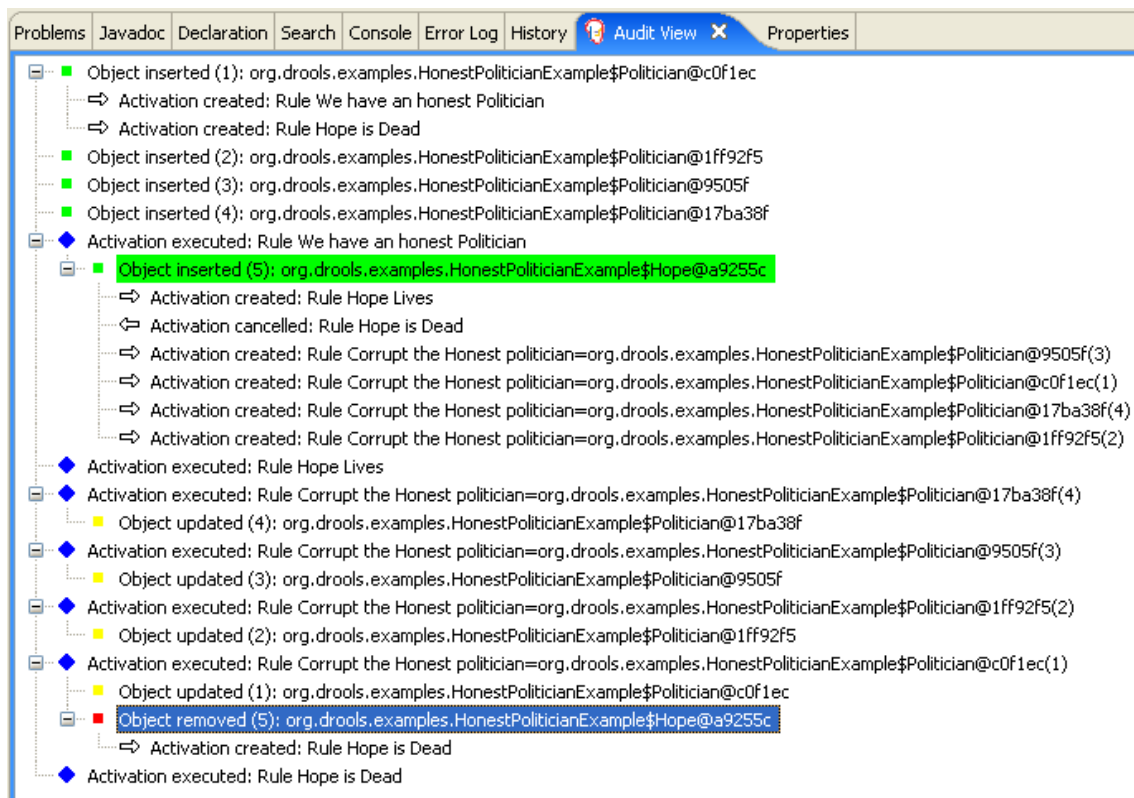 Problems Javadoc Declaration Search Console Error Log History Audit View Properties
Object inserted (1): org.drools.examples.HonestPoliticianExample$Politician@c0f1ec
Activation created: Rule We have an honest Politician
Activation created: Rule Hope is Dead
Object inserted (2): org.drools.examples.HonestPoliticianExample$Politician@1ff92f5
Object inserted (3): org.drools.examples.HonestPoliticianExample$Politician@9505f
Object inserted (4): org.drools.examples.HonestPoliticianExample$Politician@17ba38f
Activation executed: Rule We have an honest Politician
Object inserted (5): org.drools.examples.HonestPoliticianExample$Hope@a9255c
Activation created: Rule Hope Lives
Activation cancelled: Rule Hope is Dead
Activation created: Rule Corrupt the Honest politician=org.drools.examples.HonestPoliticianExample$Politician@9505f(3)
Activation created: Rule Corrupt the Honest politician=org.drools.examples.HonestPoliticianExample$Politician@c0f1ec(1)
Activation created: Rule Corrupt the Honest politician=org.drools.examples.HonestPoliticianExample$Politician@17ba38f(4)
Activation created: Rule Corrupt the Honest politician=org.drools.examples.HonestPoliticianExample$Politician@1ff92f5(2)
Activation executed: Rule Hope Lives
Activation executed: Rule Corrupt the Honest politician=org.drools.examples.HonestPoliticianExample$Politician@17ba38f(4)
Object updated (4): org.drools.examples.HonestPoliticianExample$Politician@17ba38f
Activation executed: Rule Corrupt the Honest politician=org.drools.examples.HonestPoliticianExample$Politician@9505f(3)
Object updated (3): org.drools.examples.HonestPoliticianExample$Politician@9505f
Activation executed: Rule Corrupt the Honest politician=org.drools.examples.HonestPoliticianExample$Politician@1ff92f5(2)
Object updated (2): org.drools.examples.HonestPoliticianExample$Politician@1ff92f5
Activation executed: Rule Corrupt the Honest politician=org.drools.examples.HonestPoliticianExample$Politician@c0f1ec(1)
Object updated (1): org.drools.examples.HonestPoliticianExample$Politician@c0f1ec
Object removed (5): org.drools.examples.HonestPoliticianExample$Hope@a9255c
Activation created: Rule Hope is Dead
Activation executed: Rule Hope is Dead